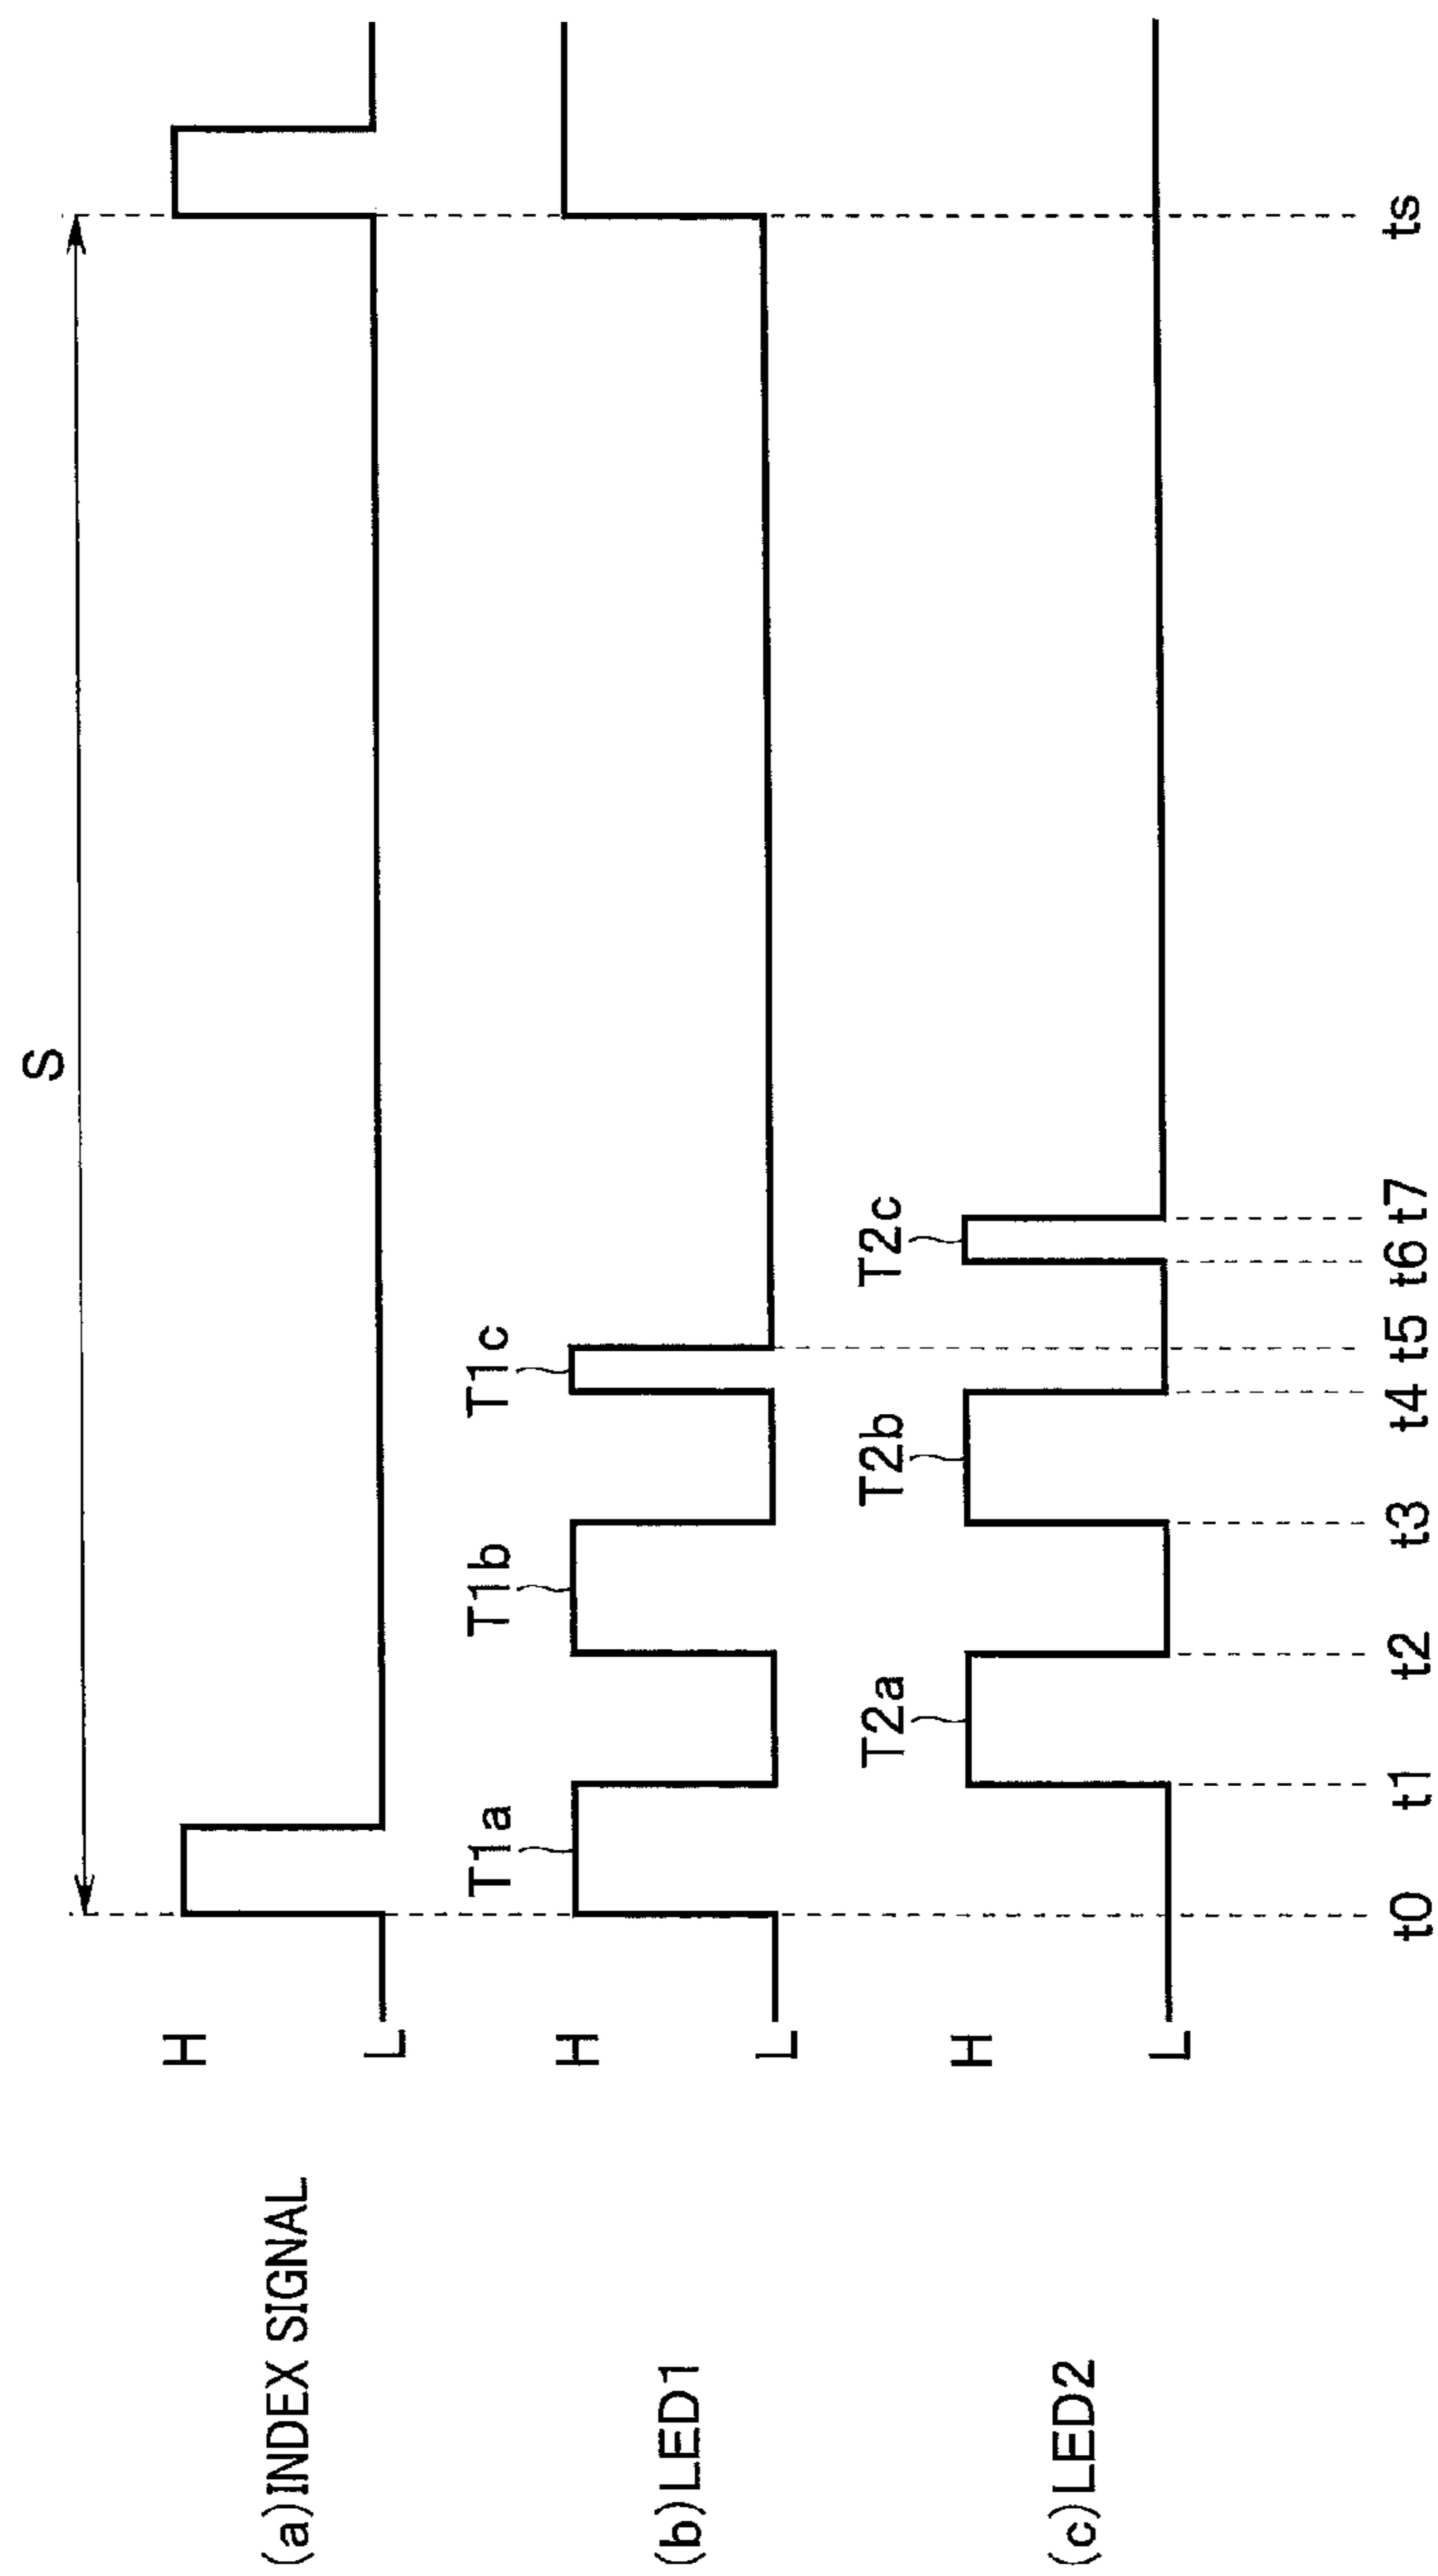 S
(a)INDEX SIGNAL
H
L
(b)LED1
H
L
T1a
T1b
T1c
(c)LED2
H
L
T2a
T2b
T2c
t0 t1 t2 t3 t4 t5 t6 t7 ts